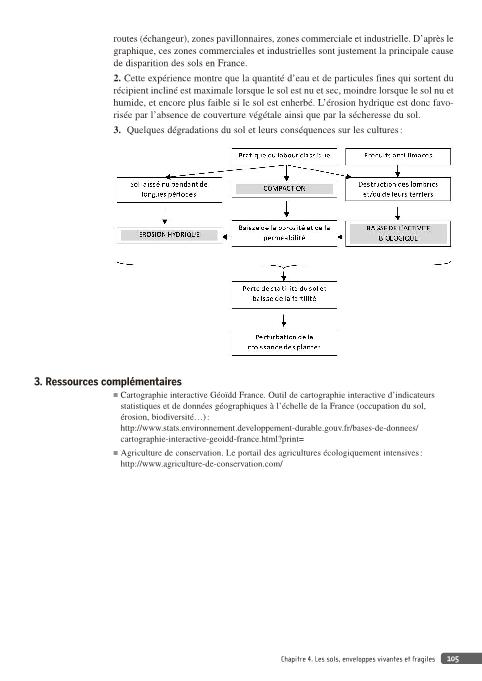 routes (échangeur), zones pavillonnaires, zones commerciale et industrielle. D'après le
graphique, ces zones commerciales et industrielles sont justement la principale cause
de disparition des sols en France.
2. Cette expérience montre que la quantité d'eau et de particules fines qui sortent du
récipient incliné est maximale lorsque le sol est nu et sec, moindre lorsque le sol nu et
humide, et encore plus faible si le sol est enherbé. L'érosion hydrique est donc favo-
risée par l'absence de couverture végétale ainsi que par la sécheresse du sol.
3. Quelques dégradations du sol et leurs conséquences sur les cultures :
Pratique du labour classique
Produits anti limaces
Sol laissé nu pendant de
longues périodes
COMPACTION
Destruction des lombrics
et/ou de leurs terriers
EROSION HYDRIQUE
Baisse de la porosité et de la
perméabilité
BAISSE DE L'ACTIVITE
BIOLOGIQUE
Perte de stabilité du sol et
baisse de la fertilité
Perturbation de la
croissance des plantes
3. Ressources complémentaires
■ Cartographie interactive Géoïdd France. Outil de cartographie interactive d'indicateurs
statistiques et de données géographiques à l'échelle de la France (occupation du sol,
érosion, biodiversité…) :
http://www.stats.environnement.developpement-durable.gouv.fr/bases-de-donnees/
cartographie-interactive-geoidd-france.html?print=
■ Agriculture de conservation. Le portail des agricultures écologiquement intensives :
http://www.agriculture-de-conservation.com/
Chapitre 4. Les sols, enveloppes vivantes et fragiles 105